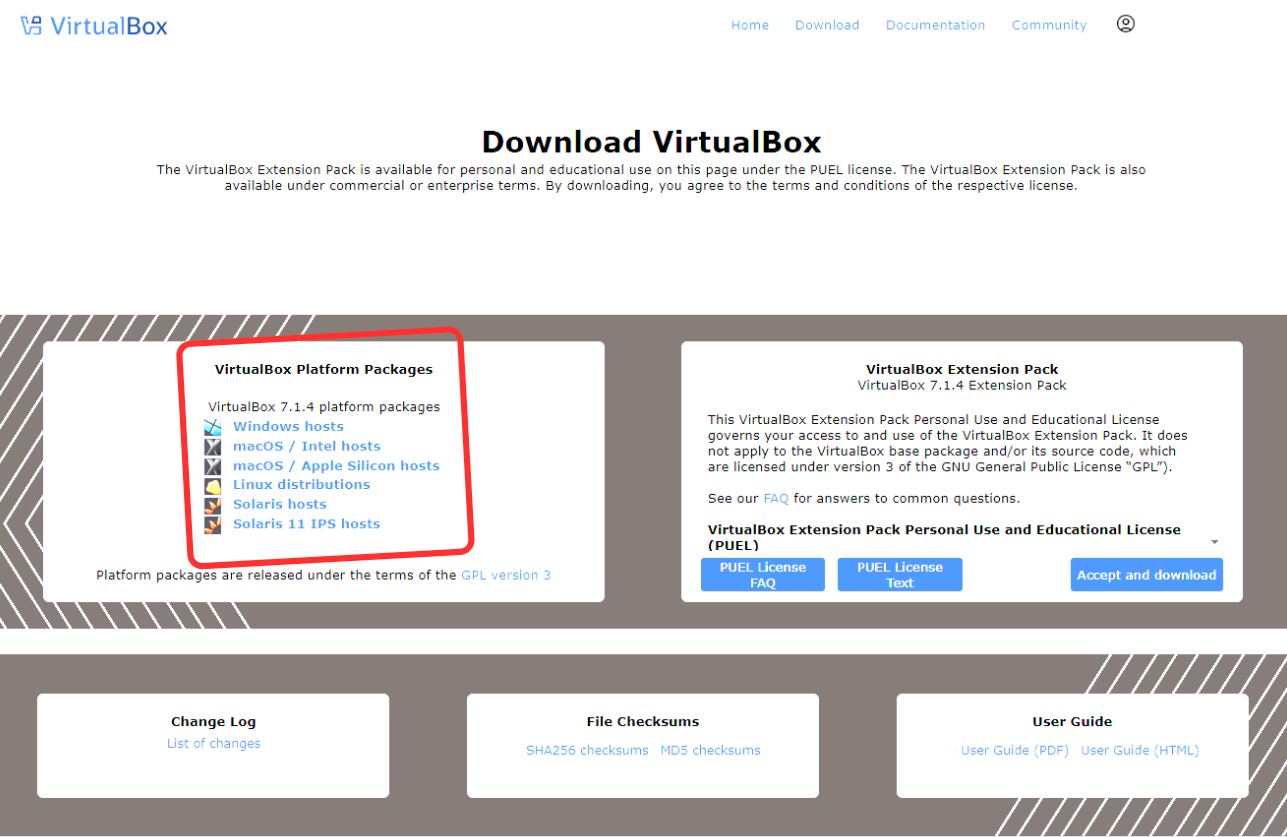 VirtualBox
Home Download Documentation Community
Download VirtualBox
The VirtualBox Extension Pack is available for personal and educational use on this page under the PUEL license. The VirtualBox Extension Pack is also
available under commercial or enterprise terms. By downloading, you agree to the terms and conditions of the respective license.
VirtualBox Platform Packages
VirtualBox 7.1.4 platform packages
Windows hosts
macOS / Intel hosts
macOS / Apple Silicon hosts
Linux distributions
Solaris hosts
Solaris 11 IPS hosts
Platform packages are released under the terms of the GPL version 3
VirtualBox Extension Pack
VirtualBox 7.1.4 Extension Pack
This VirtualBox Extension Pack Personal Use and Educational License
governs your access to and use of the VirtualBox Extension Pack. It does
not apply to the VirtualBox base package and/or its source code, which
are licensed under version 3 of the GNU General Public License “GPL”).
See our FAQ for answers to common questions.
VirtualBox Extension Pack Personal Use and Educational License
(PUEL)
PUEL License
FAQ
PUEL License
Text
Accept and download
Change Log
List of changes
File Checksums
SHA256 checksums MD5 checksums
User Guide
User Guide (PDF) User Guide (HTML)